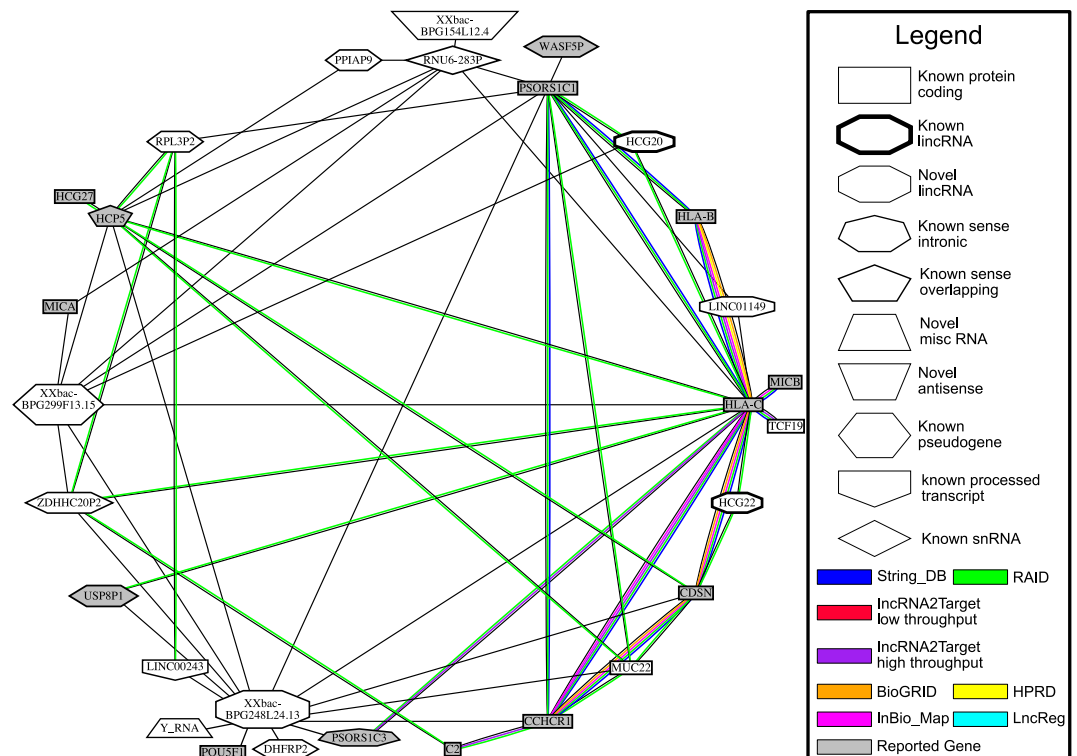 XXbac-
BPG154L12.4
WASF5P
PPIAP9
RNU6-283P
PSORS1C1
RPL3P2
HCG20
HCG27
HCP5
HLA-B
MICA
LINC01149
XXbac-
BPG299F13.15
MICB
HLA-C
TCF19
ZDHHC20P2
HCG22
USP8P1
CDSN
LINC00243
MUC22
XXbac-
BPG248L24.13
Y_RNA
PSORS1C3
CCHCR1
POU5F1
DHFRP2
C2
Legend
Known protein
coding
Known
lincRNA
Novel
lincRNA
Known sense
intronic
Known sense
overlapping
Novel
misc RNA
Novel
antisense
Known
pseudogene
known processed
transcript
Known snRNA
String_DB
RAID
lncRNA2Target
low throughput
lncRNA2Target
high throughput
BioGRID
HPRD
InBio_Map
LncReg
Reported Gene